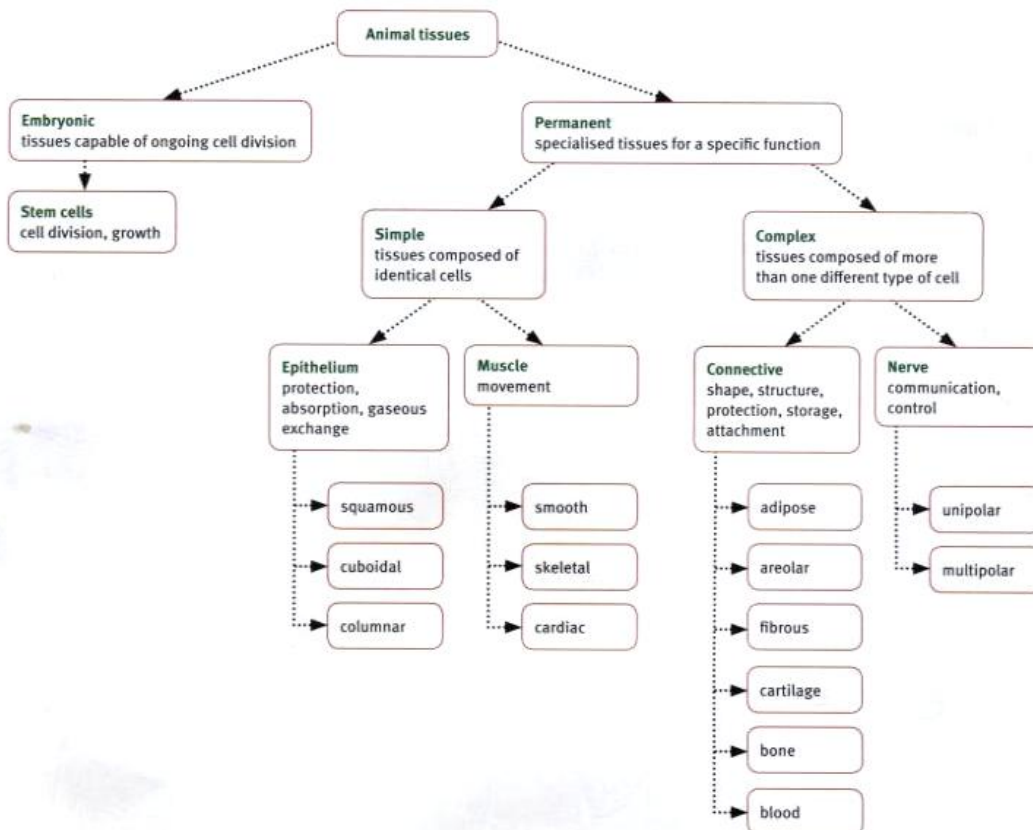 Animal tissues
Embryonic
tissues capable of ongoing cell division
Permanent
specialised tissues for a specific function
Stem cells
cell division, growth
Simple
tissues composed of
identical cells
Complex
tissues composed of more
than one different type of cell
Epithelium
protection,
absorption, gaseous
exchange
Muscle
movement
Connective
shape, structure,
protection, storage,
attachment
Nerve
communication,
control
squamous
cuboidal
columnar
smooth
skeletal
cardiac
adipose
areolar
fibrous
cartilage
bone
blood
unipolar
multipolar